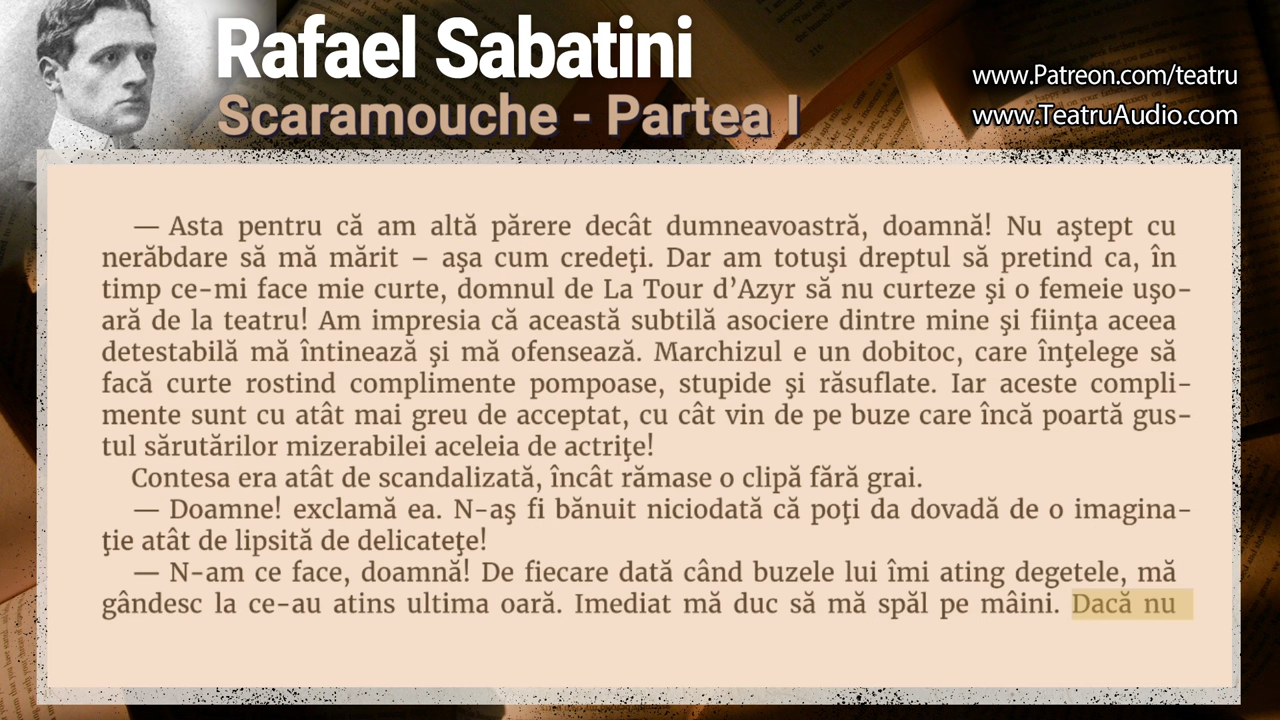 Rafael Sabatini
Scaramouche - Partea I
www.Patreon.com/teatru
www.TeatruAudio.com
— Asta pentru că am altă părere decât dumneavoastră, doamnă! Nu aştept cu
nerăbdare să mă mărit – aşa cum credeţi. Dar am totuşi dreptul să pretind ca, în
timp ce-mi face mie curte, domnul de La Tour d’Azyr să nu curteze şi o femeie uşo-
ară de la teatru! Am impresia că această subtilă asociere dintre mine şi fiinţa aceea
detestabilă mă întinează şi mă ofensează. Marchizul e un dobitoc, care înţelege să
facă curte rostind complimente pompoase, stupide şi răsuflate. Iar aceste compli-
mente sunt cu atât mai greu de acceptat, cu cât vin de pe buze care încă poartă gus-
tul sărutărilor mizerabilei aceleia de actriţe!
Contesa era atât de scandalizată, încât rămase o clipă fără grai.
— Doamne! exclamă ea. N-aş fi bănuit niciodată că poţi da dovadă de o imagina-
ţie atât de lipsită de delicateţe!
— N-am ce face, doamnă! De fiecare dată când buzele lui îmi ating degetele, mă
gândesc la ce-au atins ultima oară. Imediat mă duc să mă spăl pe mâini. Dacă nu